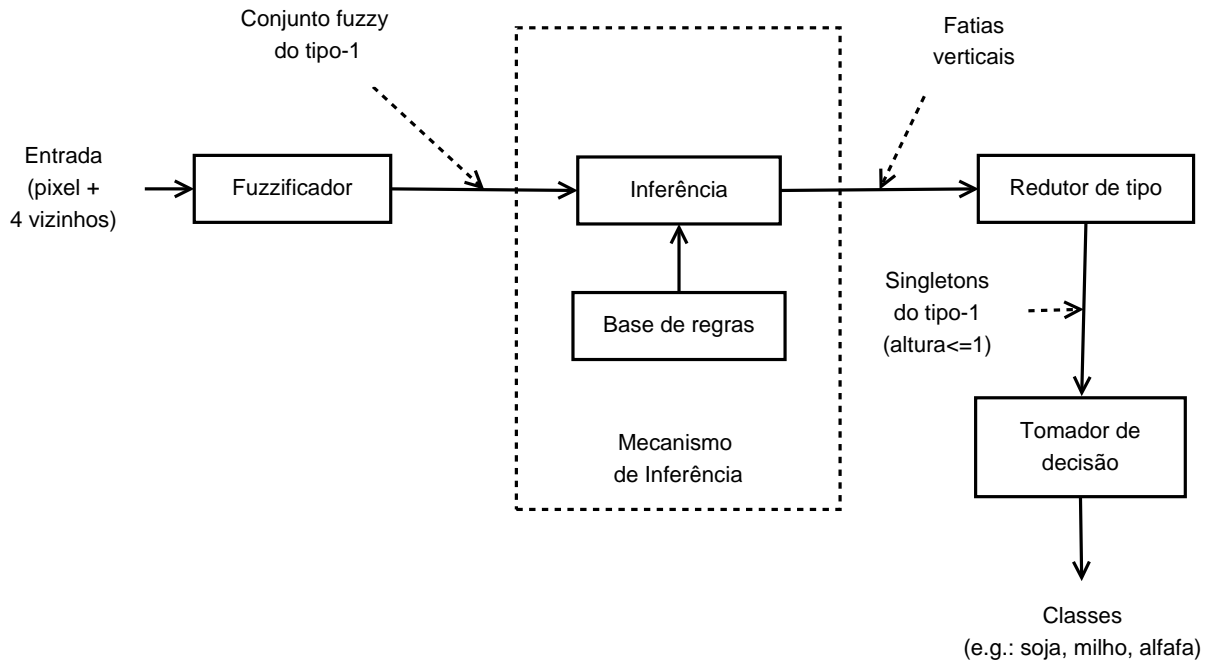 Conjunto fuzzy
do tipo-1
Fatias
verticais
Entrada
(pixel +
4 vizinhos)
Fuzzificador
Inferência
Redutor de tipo
Base de regras
Singletons
do tipo-1
(altura<=1)
Mecanismo
de Inferência
Tomador de
decisão
Classes
(e.g.: soja, milho, alfafa)